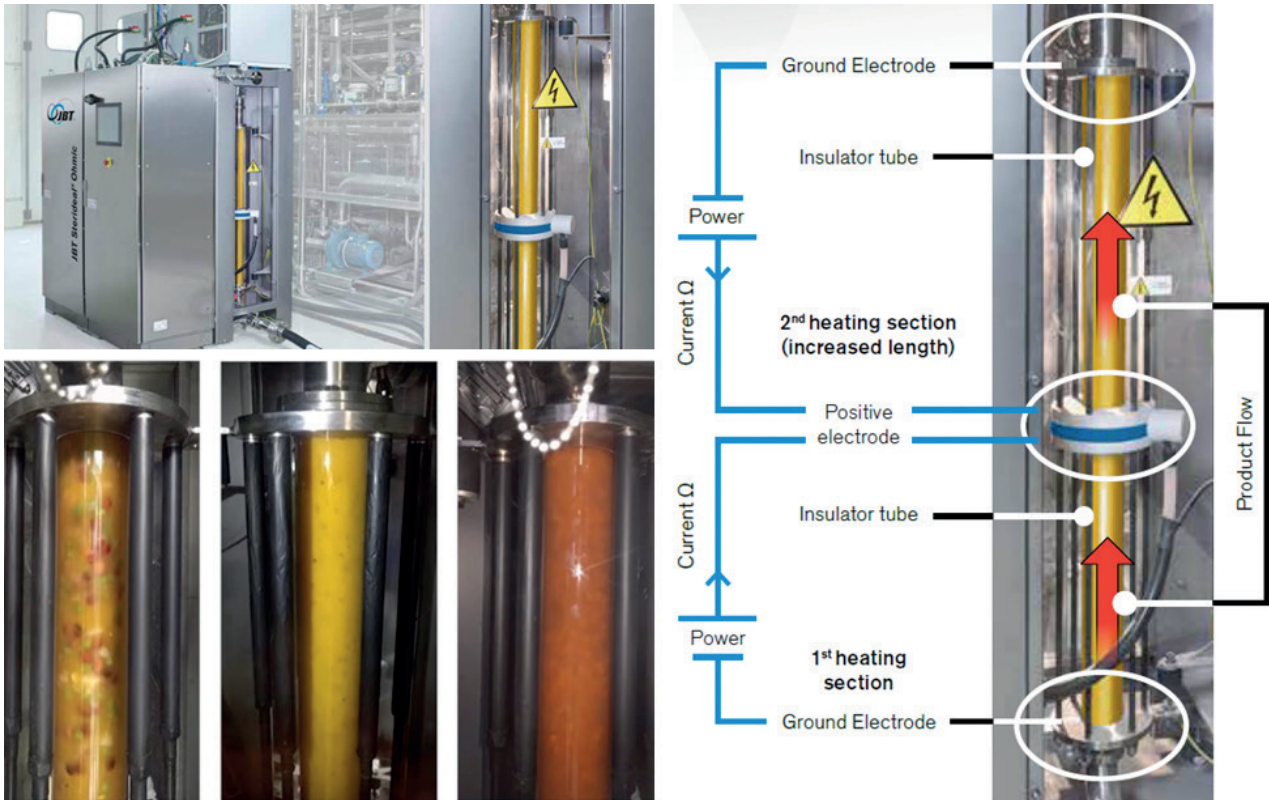 JBT
JBT Sterideal® Ohmic
Ground Electrode
Insulator tube
Power
Current Ω
2nd heating section
(increased length)
Positive
electrode
Product Flow
Current Ω
Insulator tube
Power
1st heating
section
Ground Electrode